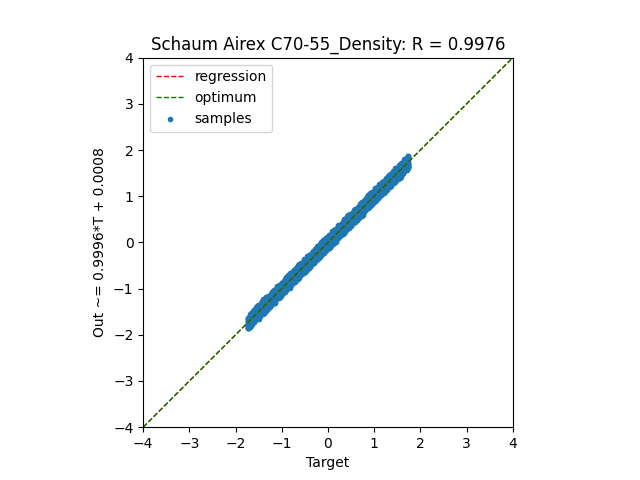 Schaum Airex C70-55_Density: R = 0.9976
4
3
2
1
0
−1
−2
−3
−4
regression
optimum
samples
Out ~= 0.9996*T + 0.0008
−4 −3 −2 −1 0 1 2 3 4
Target